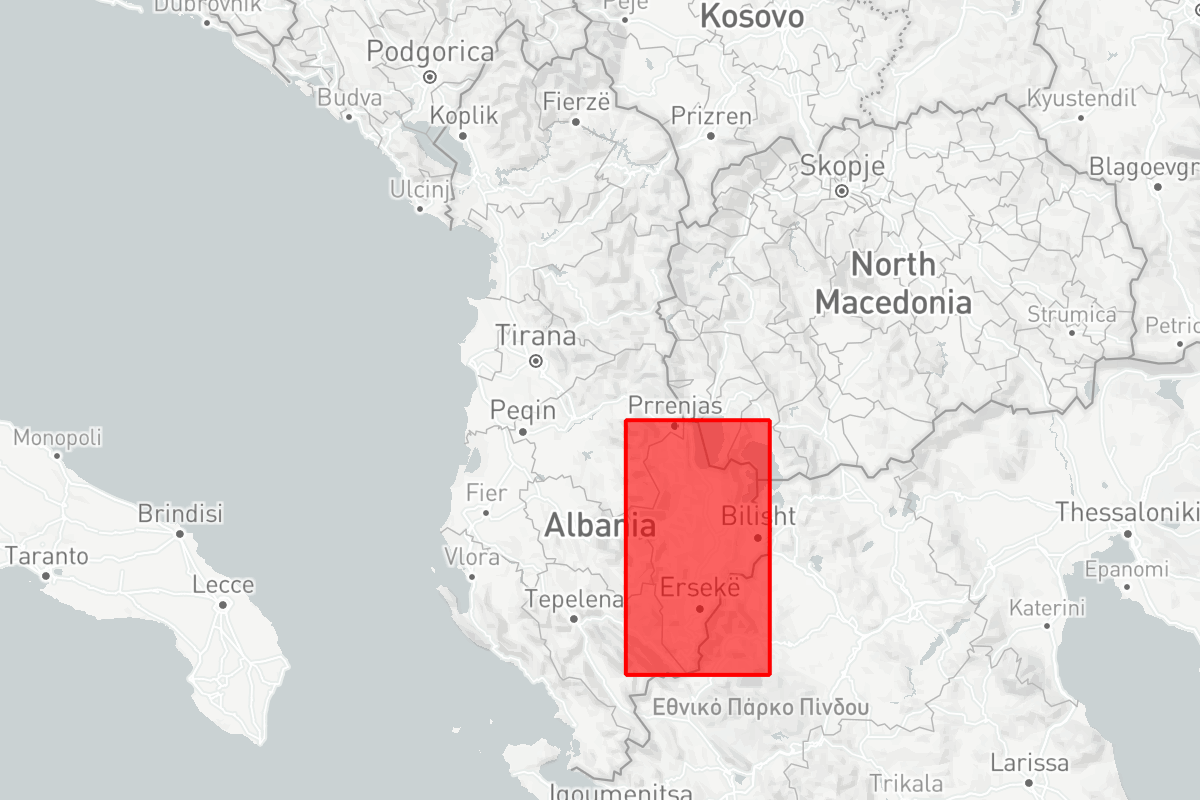 Dubrovnik
Peje
Kosovo
Podgorica
Budva
Koplik
Fierzë
Prizren
Kyustendil
Skopje
Blagoevgr
Ulcinj
North
Macedonia
Strumica
Petric
Tirana
Peqin
Prrenjas
Monopoli
Brindisi
Fier
Albania
Bilisht
Thessaloniki
Taranto
Lecce
Vlora
Tepelena
Ersekë
Epanomi
Katerini
Εθνικό Πάρκο Πίνδου
Larissa
Trikala
Igoumenitsa